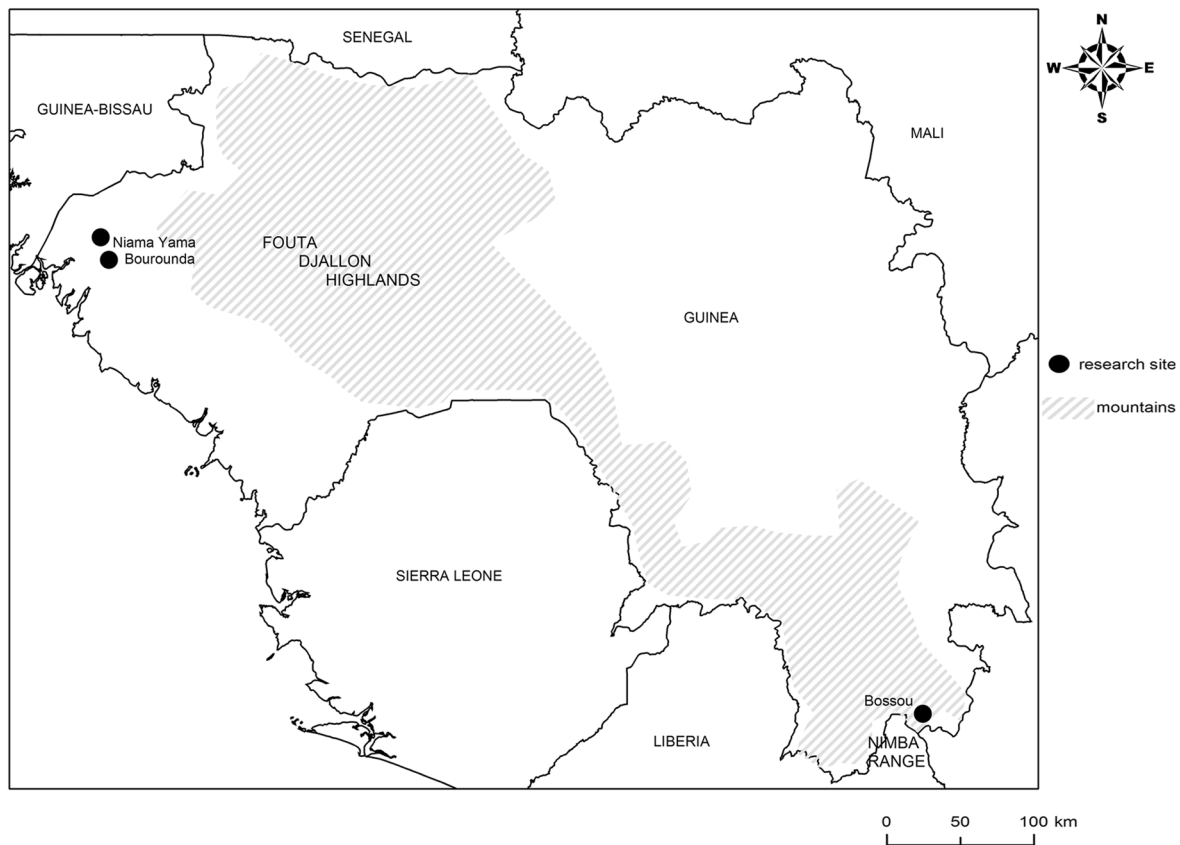 SENEGAL
N
W E
S
GUINEA-BISSAU
MALI
Niama Yama
Bourounda
FOUTA
DJALLON
HIGHLANDS
GUINEA
research site
mountains
SIERRA LEONE
Bossou
LIBERIA
NIMBA
RANGE
0 50 100 km